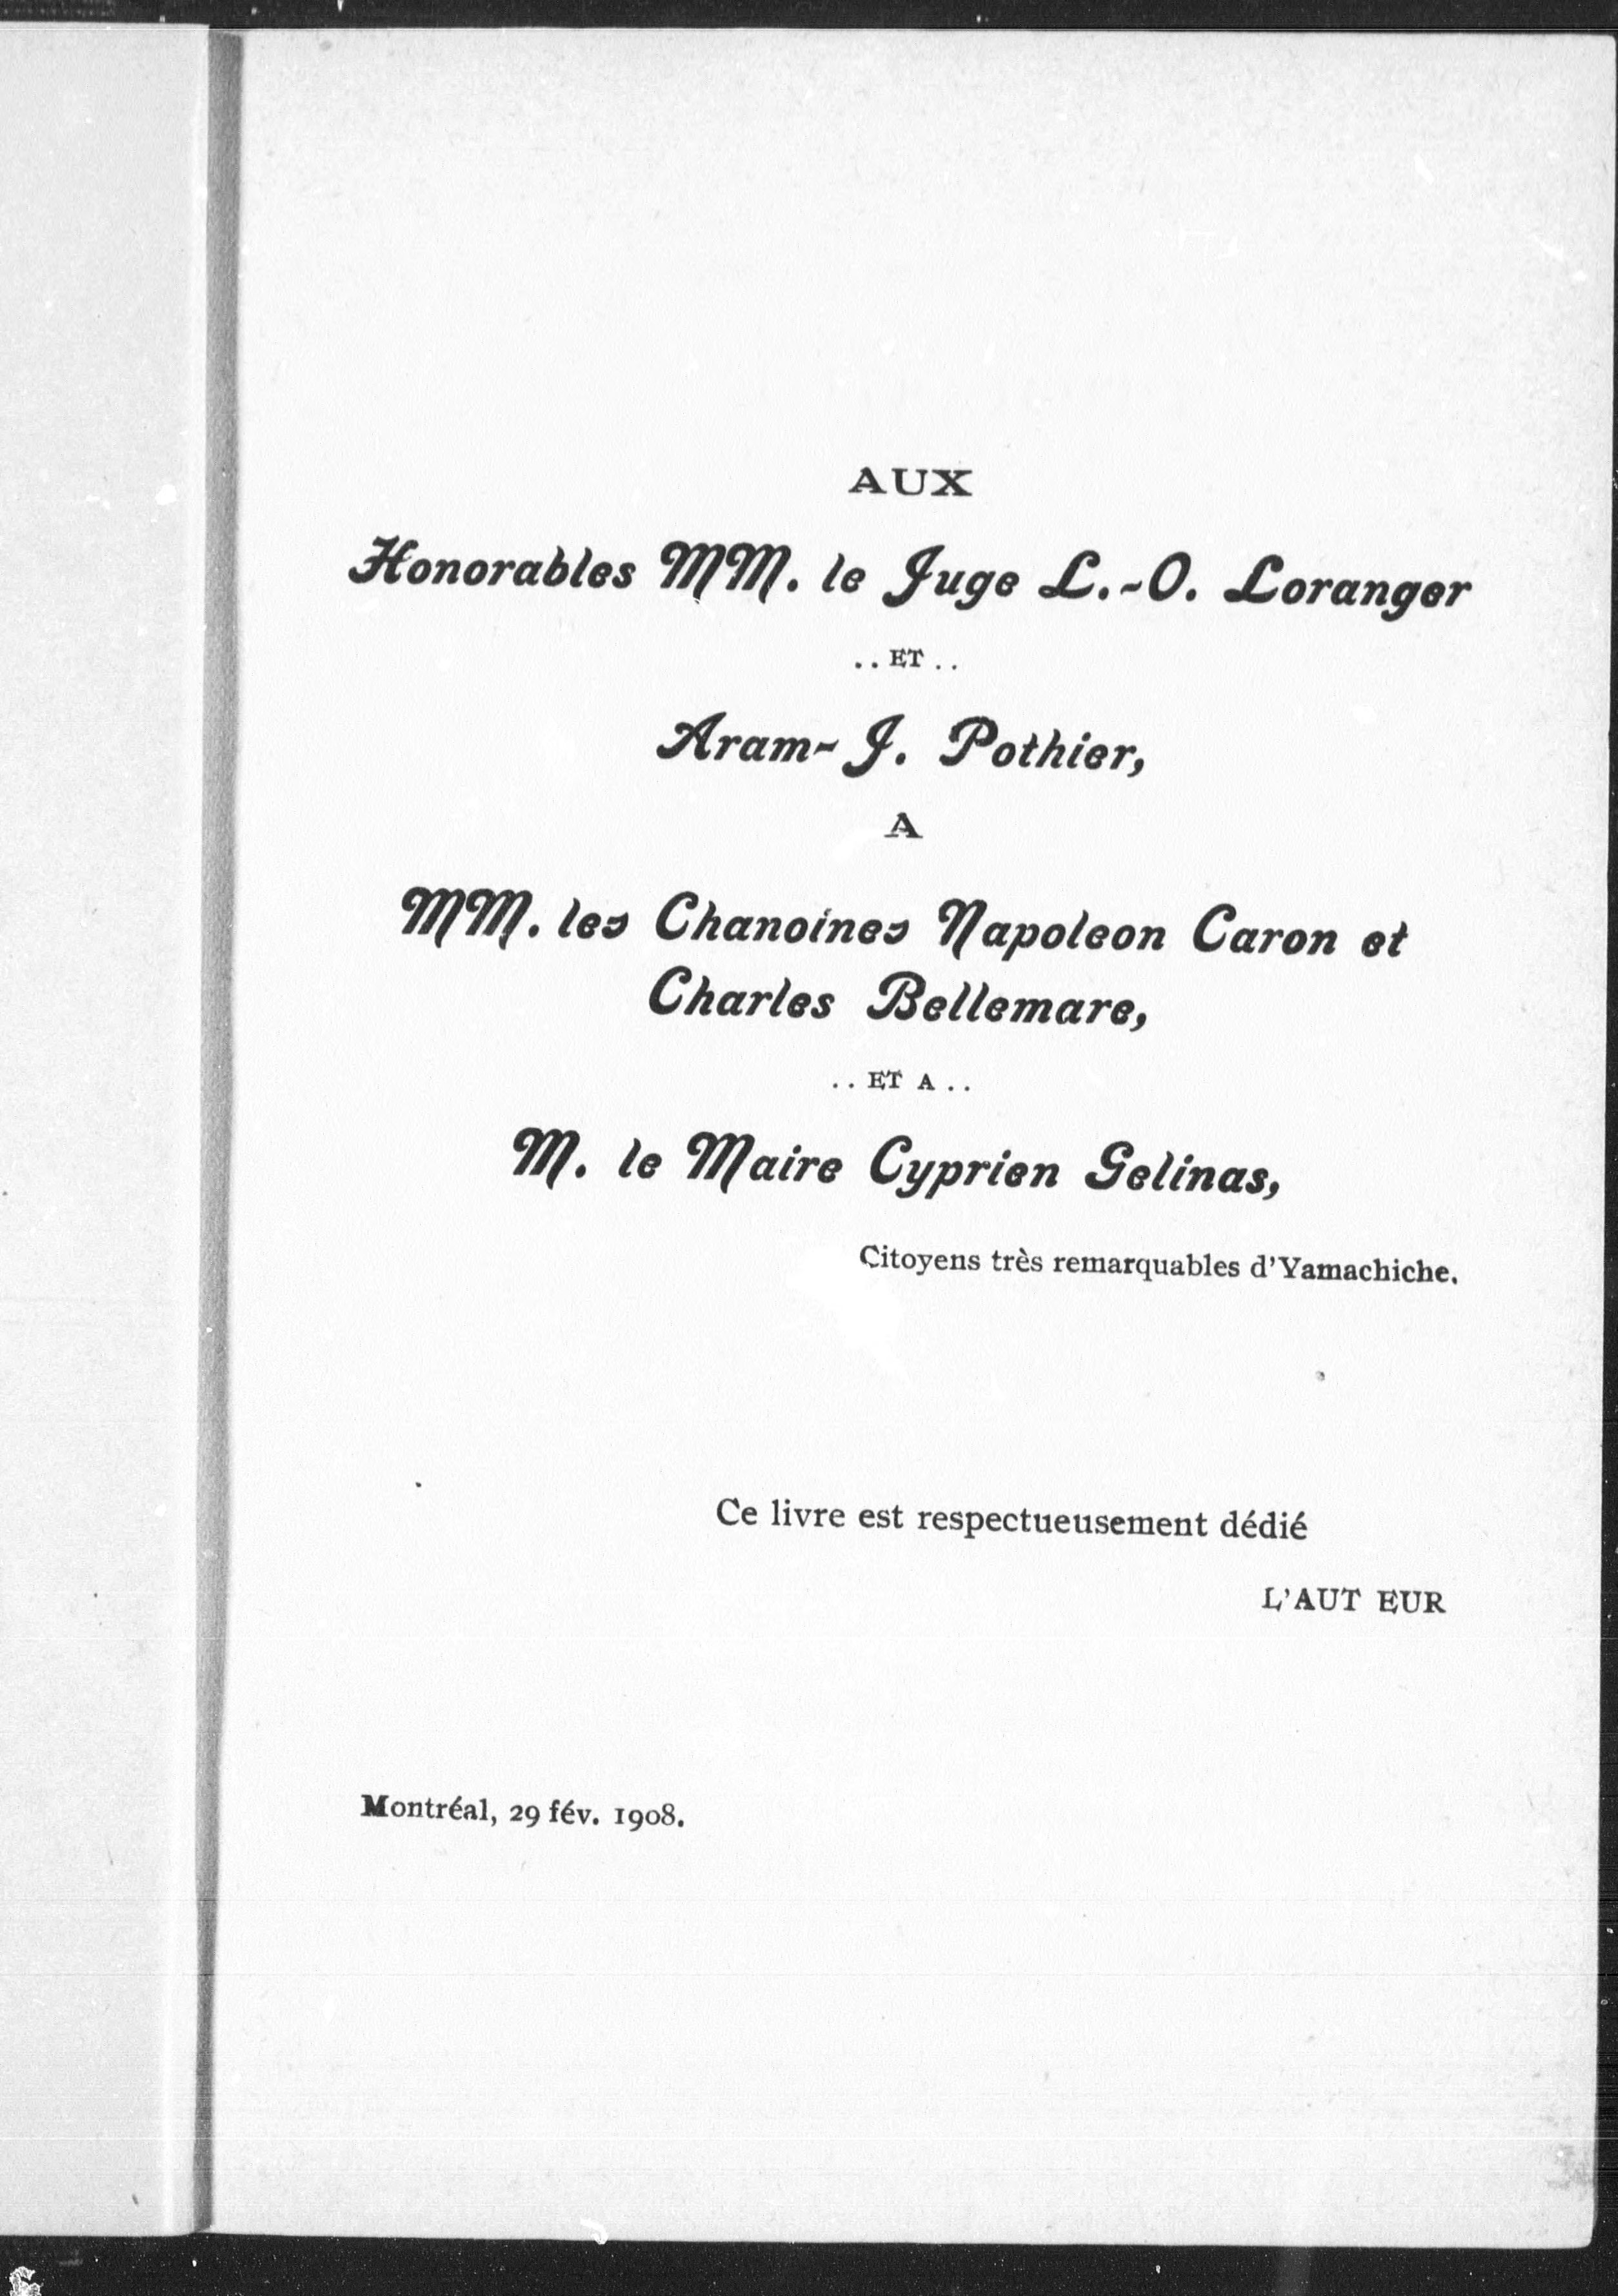 AUX
Honorables MM. le Juge L.-O. Loranger
.. ET ..
Aram-J. Pothier,
A
MM. les Chanoines Napoleon Caron et
Charles Bellemare,
.. ET A ..
M. le Maire Cyprien Gelinas,
Citoyens très remarquables d'Yamachiche.
Ce livre est respectueusement dédié
L'AUT EUR
Montréal, 29 fév. 1908.